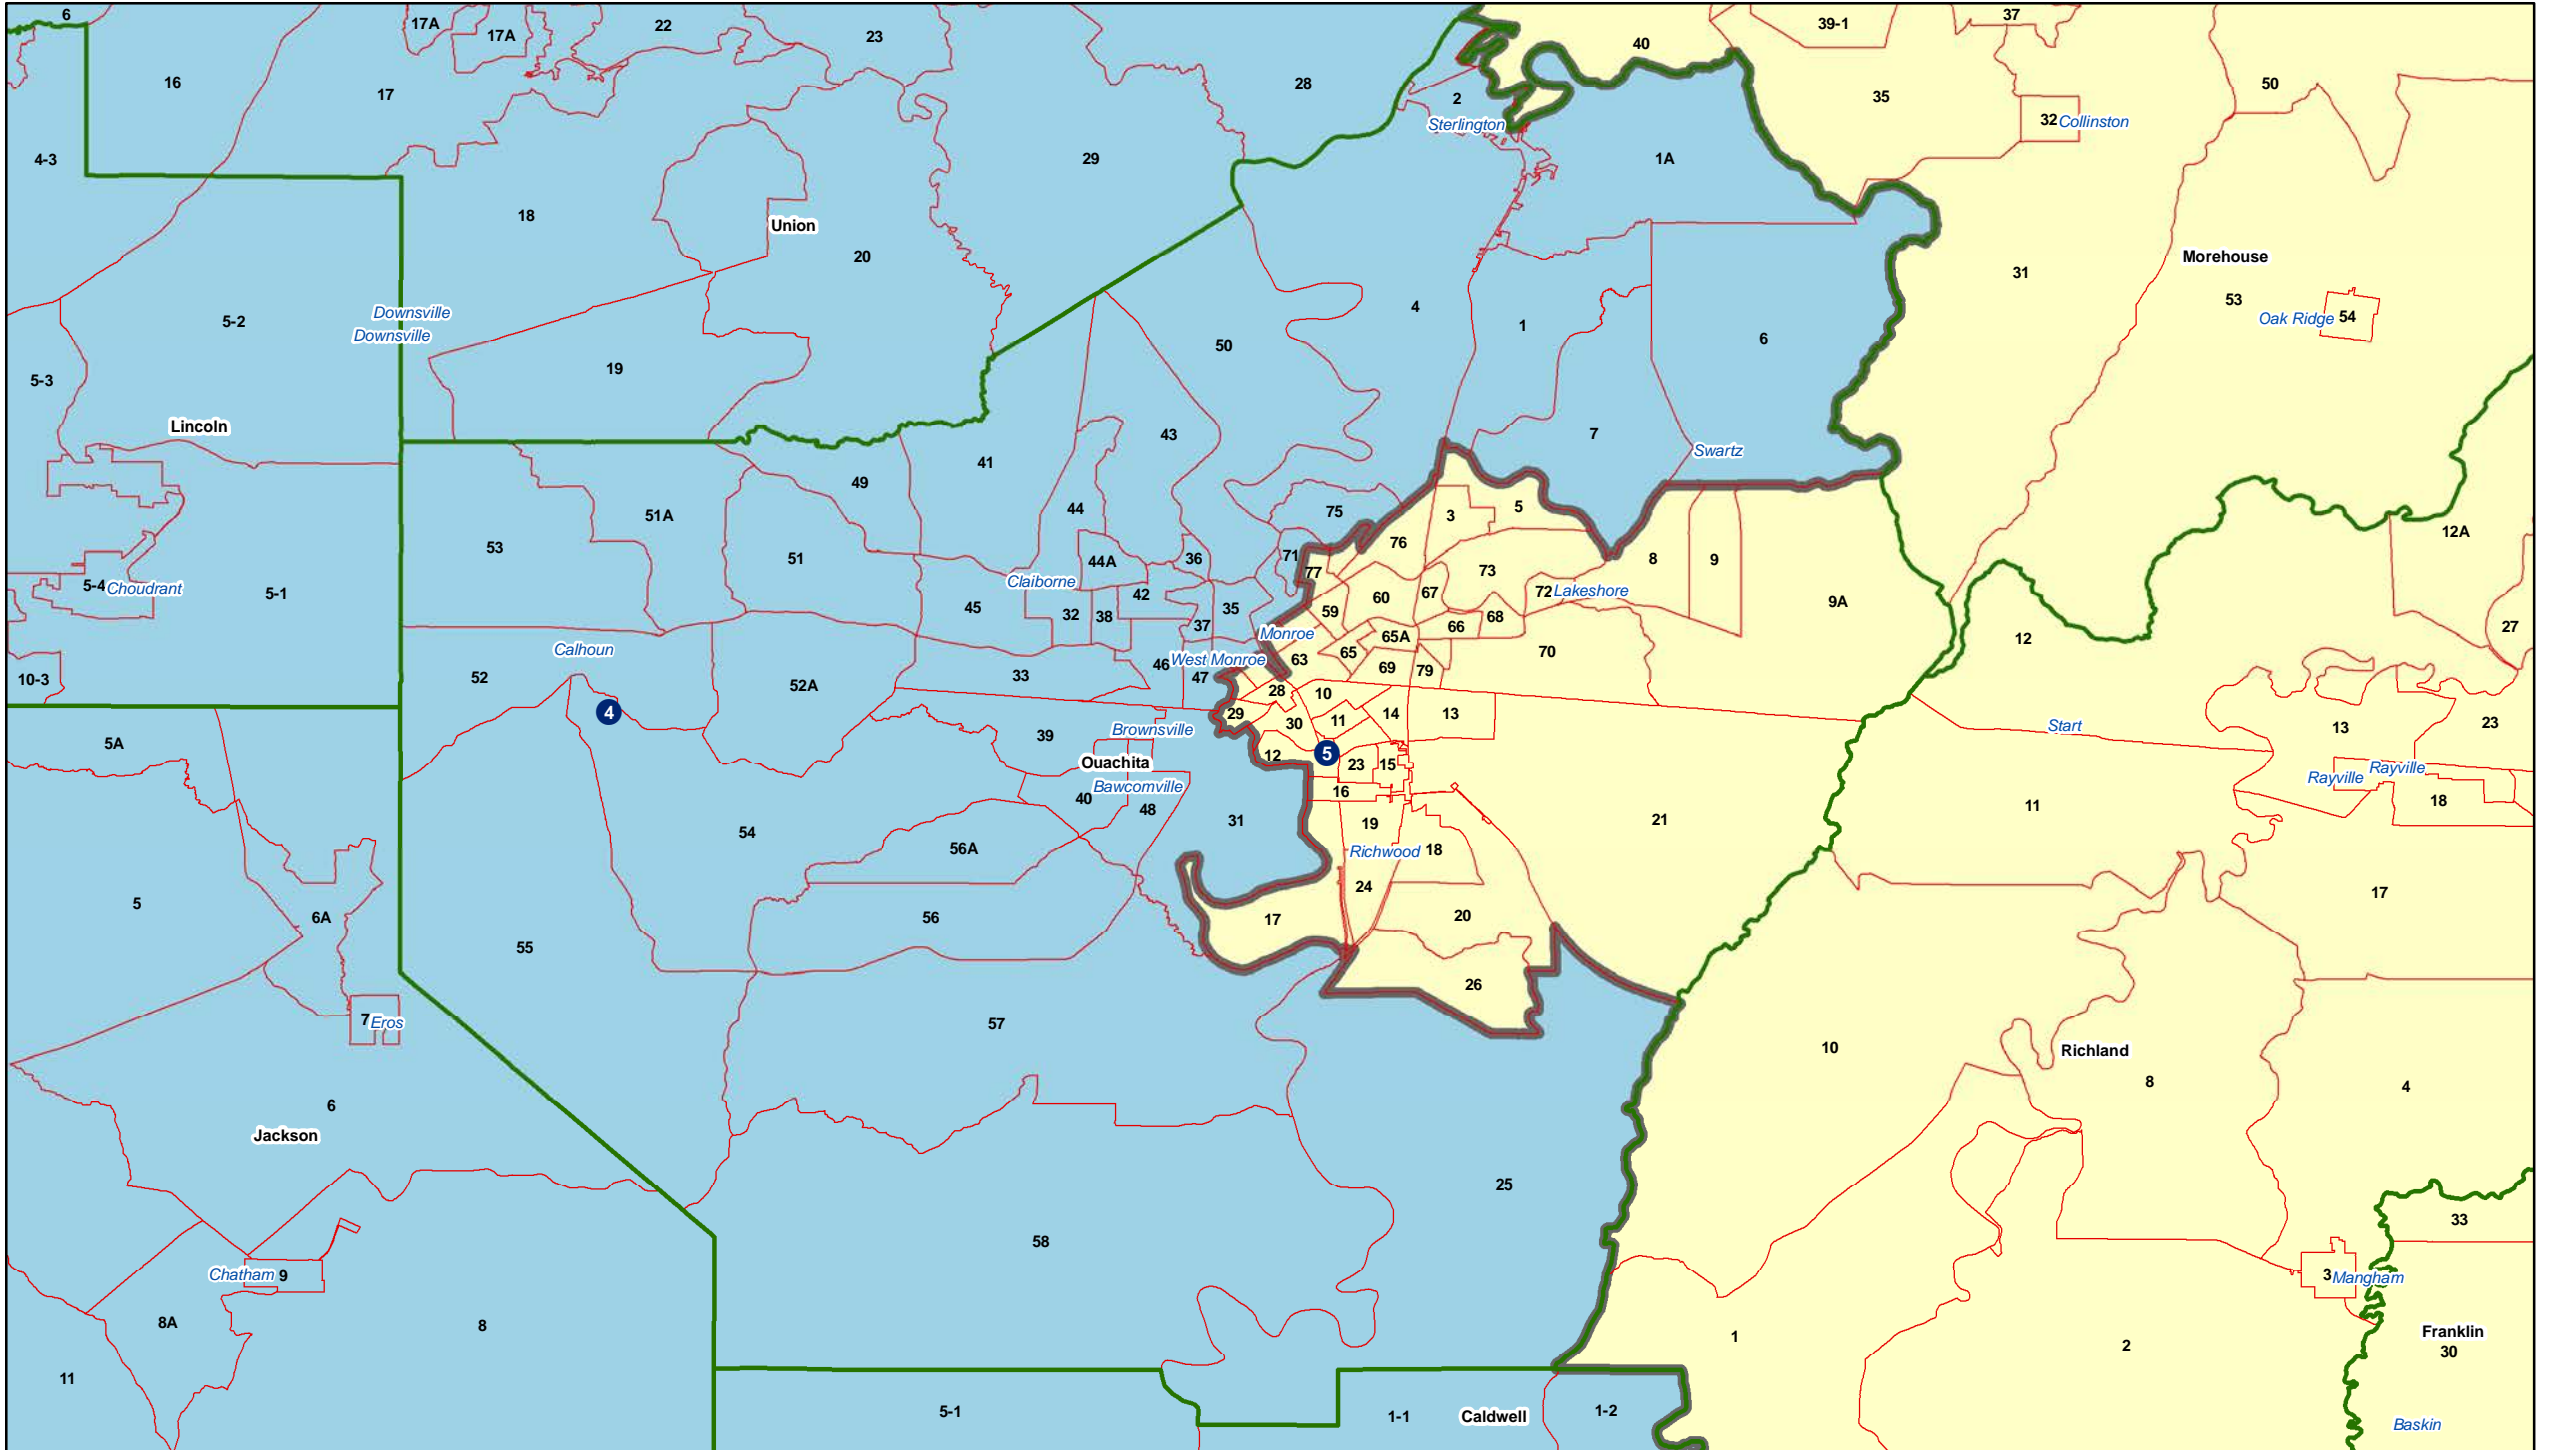 6
17A
17A
22
23
40
39-1
37
16
17
28
2
Sterlington
35
50
32 Collinston
4-3
29
1A
18
Union
20
31
Morehouse
53
Oak Ridge 54
5-2
Downsville
Downsville
4
1
6
50
5-3
19
Lincoln
43
7
Swartz
41
49
44
75
51A
3
5
12A
53
51
44A
36
71
76
77
8
9
5-4 Choudrant
5-1
Claiborne
42
73
72 Lakeshore
45
32
38
35
37
59
60
67
68
66
9A
27
12
Calhoun
Monroe
65A
65
63
70
10-3
52
52A
33
46
West Monroe
47
69
79
28
10
4
29
30
11
14
13
Start
13
23
5A
39
Brownsville
12
5
23
15
Ouachita
Bawcomville
40
48
16
Rayville
Rayville
18
11
54
31
19
21
56A
Richwood
18
24
17
5
6A
56
17
20
55
26
7 Eros
57
10
Richland
8
4
6
Jackson
25
58
33
Chatham 9
3 Mangham
8A
8
1
2
Franklin
30
11
5-1
1-1
Caldwell
1-2
Baskin